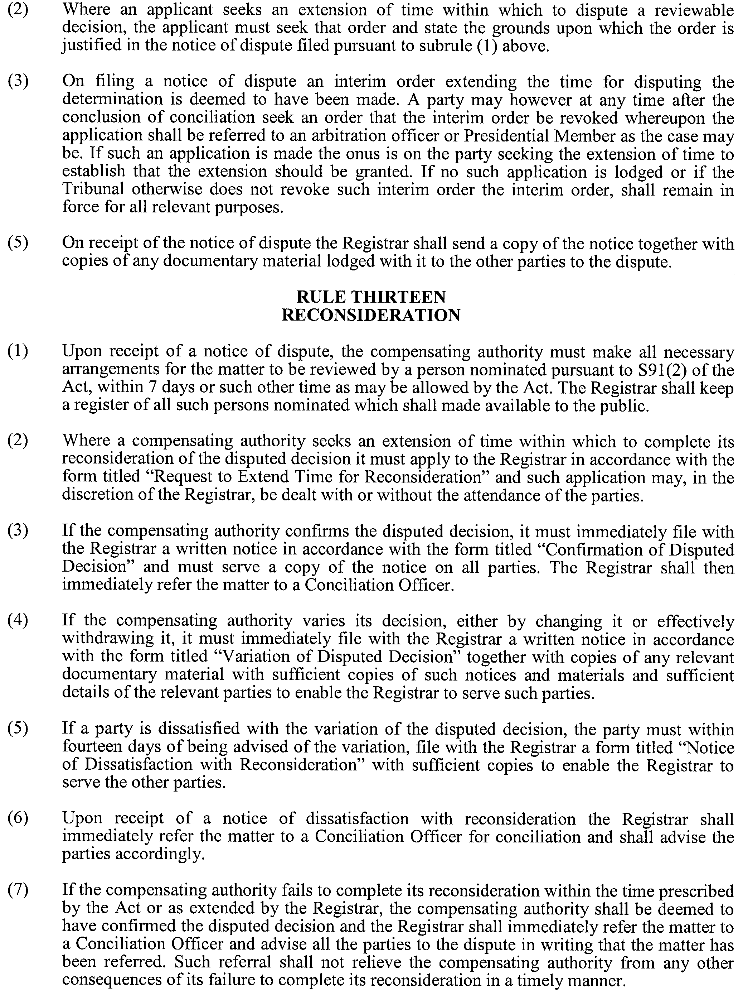 (2) Where an applicant seeks an extension of time within which to dispute a reviewable
decision, the applicant must seek that order and state the grounds upon which the order is
justified in the notice of dispute filed pursuant to subrule (1) above.
(3) On filing a notice of dispute an interim order extending the time for disputing the
determination is deemed to have been made. A party may however at any time after the
conclusion of conciliation seek an order that the interim order be revoked whereupon the
application shall be referred to an arbitration officer or Presidential Member as the case may
be. If such an application is made the onus is on the party seeking the extension of time to
establish that the extension should be granted. If no such application is lodged or if the
Tribunal otherwise does not revoke such interim order the interim order, shall remain in
force for all relevant purposes.
(5) On receipt of the notice of dispute the Registrar shall send a copy of the notice together with
copies of any documentary material lodged with it to the other parties to the dispute.
RULE THIRTEEN
RECONSIDERATION
(1) Upon receipt of a notice of dispute, the compensating authority must make all necessary
arrangements for the matter to be reviewed by a person nominated pursuant to S91(2) of the
Act, within 7 days or such other time as may be allowed by the Act. The Registrar shall keep
a register of all such persons nominated which shall made available to the public.
(2) Where a compensating authority seeks an extension of time within which to complete its
reconsideration of the disputed decision it must apply to the Registrar in accordance with the
form titled “Request to Extend Time for Reconsideration” and such application may, in the
discretion of the Registrar, be dealt with or without the attendance of the parties.
(3) If the compensating authority confirms the disputed decision, it must immediately file with
the Registrar a written notice in accordance with the form titled “Confirmation of Disputed
Decision” and must serve a copy of the notice on all parties. The Registrar shall then
immediately refer the matter to a Conciliation Officer.
(4) If the compensating authority varies its decision, either by changing it or effectively
withdrawing it, it must immediately file with the Registrar a written notice in accordance
with the form titled “Variation of Disputed Decision” together with copies of any relevant
documentary material with sufficient copies of such notices and materials and sufficient
details of the relevant parties to enable the Registrar to serve such parties.
(5) If a party is dissatisfied with the variation of the disputed decision, the party must within
fourteen days of being advised of the variation, file with the Registrar a form titled “Notice
of Dissatisfaction with Reconsideration” with sufficient copies to enable the Registrar to
serve the other parties.
(6) Upon receipt of a notice of dissatisfaction with reconsideration the Registrar shall
immediately refer the matter to a Conciliation Officer for conciliation and shall advise the
parties accordingly.
(7) If the compensating authority fails to complete its reconsideration within the time prescribed
by the Act or as extended by the Registrar, the compensating authority shall be deemed to
have confirmed the disputed decision and the Registrar shall immediately refer the matter to
a Conciliation Officer and advise all the parties to the dispute in writing that the matter has
been referred. Such referral shall not relieve the compensating authority from any other
consequences of its failure to complete its reconsideration in a timely manner.